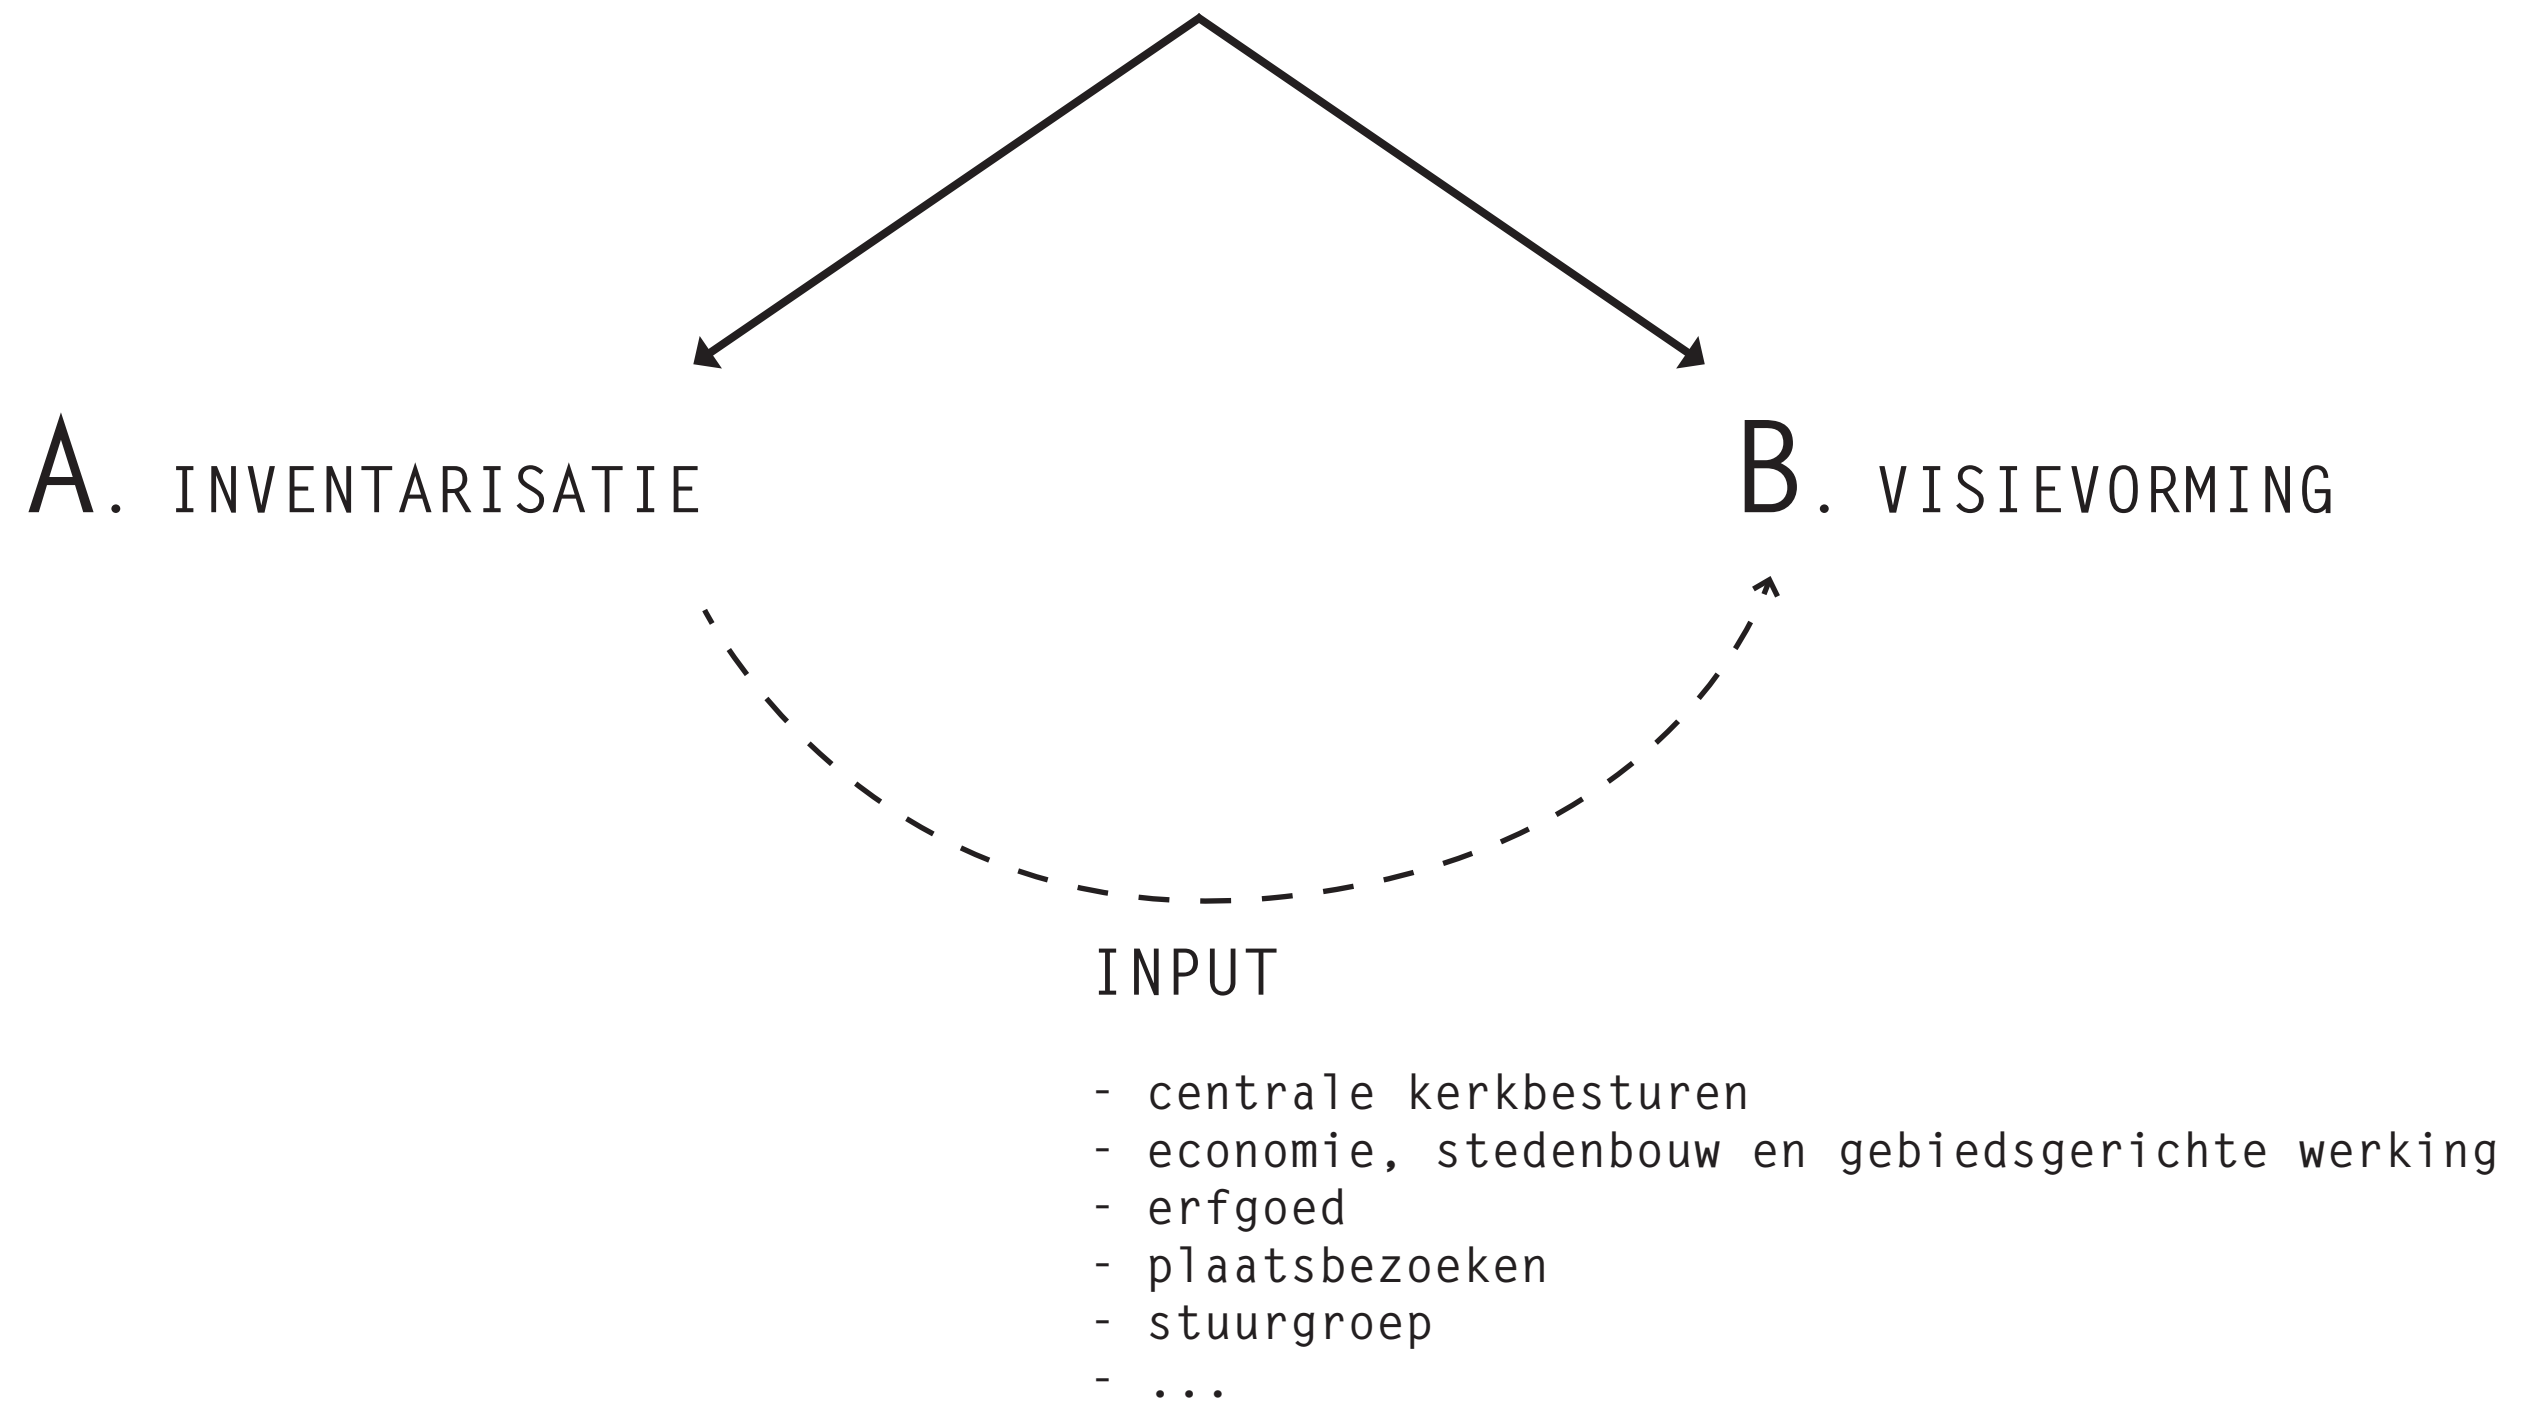 A. INVENTARISATIE
B. VISIEVORMING
INPUT
- centrale kerkbesturen
- economie, stedenbouw en gebiedsgerichte werking
- erfgoed
- plaatsbezoeken
- stuurgroep
- ...